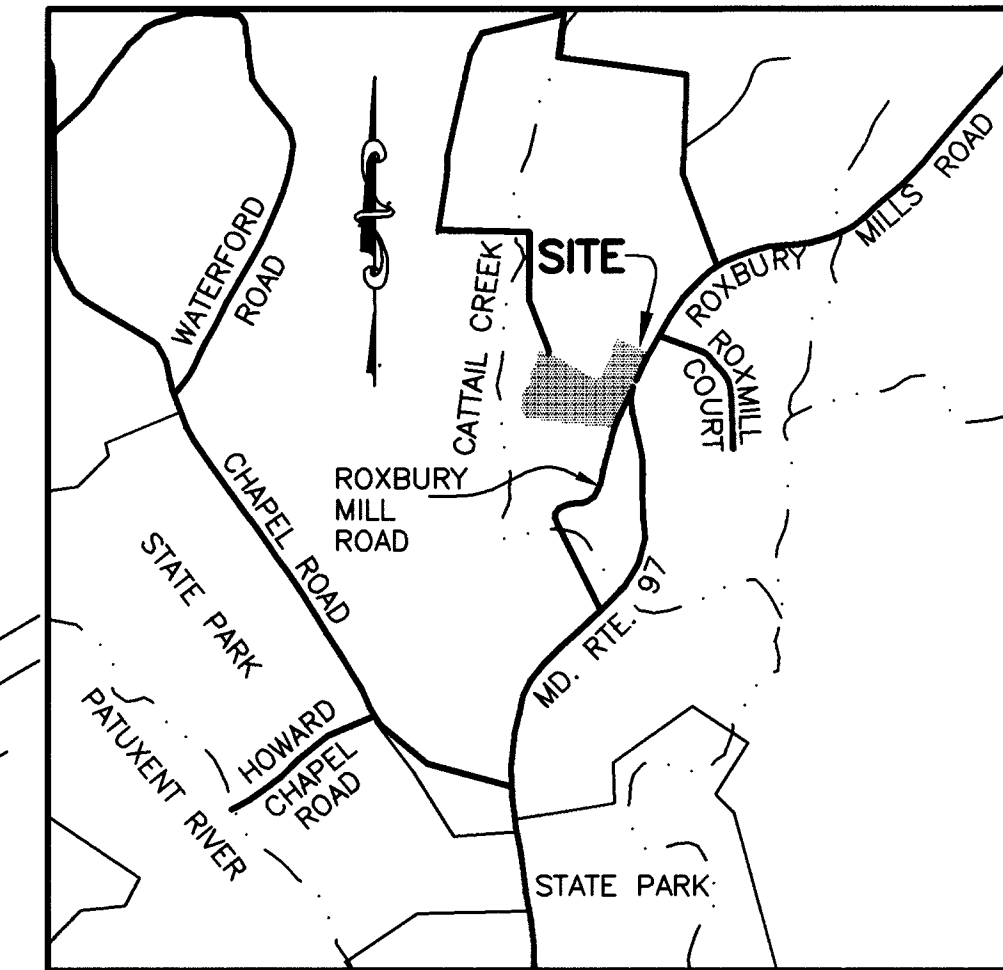 WATERFORD
ROAD
CATTAIL CREEK
SITE
ROXBURY MILLS ROAD
ROXMILL
COURT
ROXBURY
MILL
ROAD
CHAPEL ROAD
STATE PARK
PATUXENT RIVER
HOWARD
CHAPEL
ROAD
MD. RTE. 97
STATE PARK